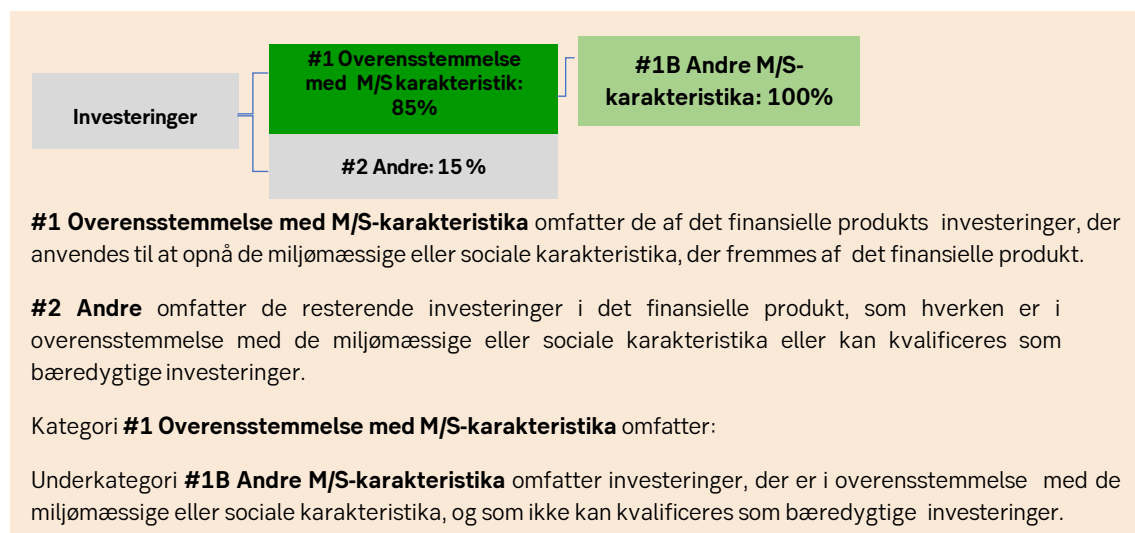 Investeringer
#1 Overensstemmelse
med M/S karakteristik:
85%
#2 Andre: 15 %
#1B Andre M/S-
karakteristika: 100%
#1 Overensstemmelse med M/S-karakteristika omfatter de af det finansielle produkts investeringer, der
anvendes til at opnå de miljømæssige eller sociale karakteristika, der fremmes af det finansielle produkt.
#2 Andre omfatter de resterende investeringer i det finansielle produkt, som hverken er i
overensstemmelse med de miljømæssige eller sociale karakteristika eller kan kvalificeres som
bæredygtige investeringer.
Kategori #1 Overensstemmelse med M/S-karakteristika omfatter:
Underkategori #1B Andre M/S-karakteristika omfatter investeringer, der er i overensstemmelse med de
miljømæssige eller sociale karakteristika, og som ikke kan kvalificeres som bæredygtige investeringer.